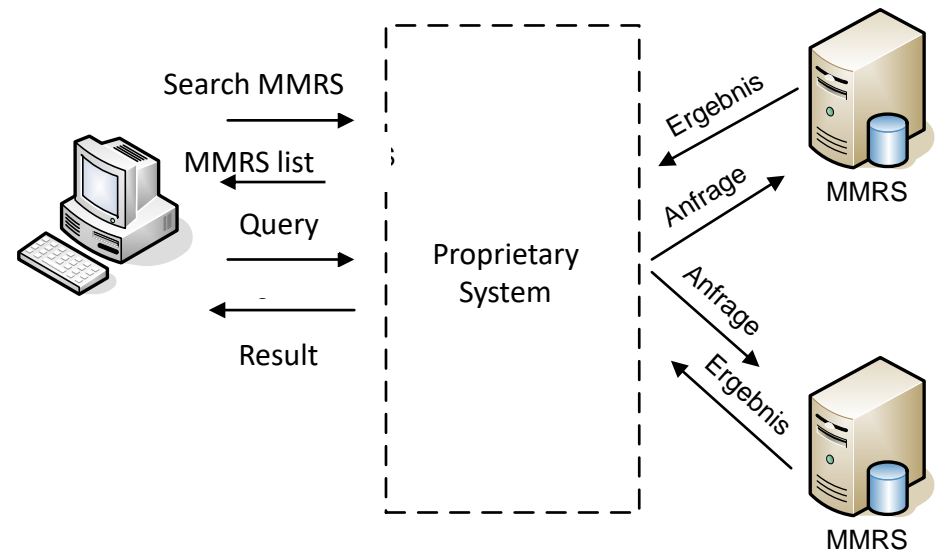 Search MMRS
MMRS list
Query
Result
Proprietary
System
Ergebnis
Anfrage
MMRS
Anfrage
Ergebnis
MMRS